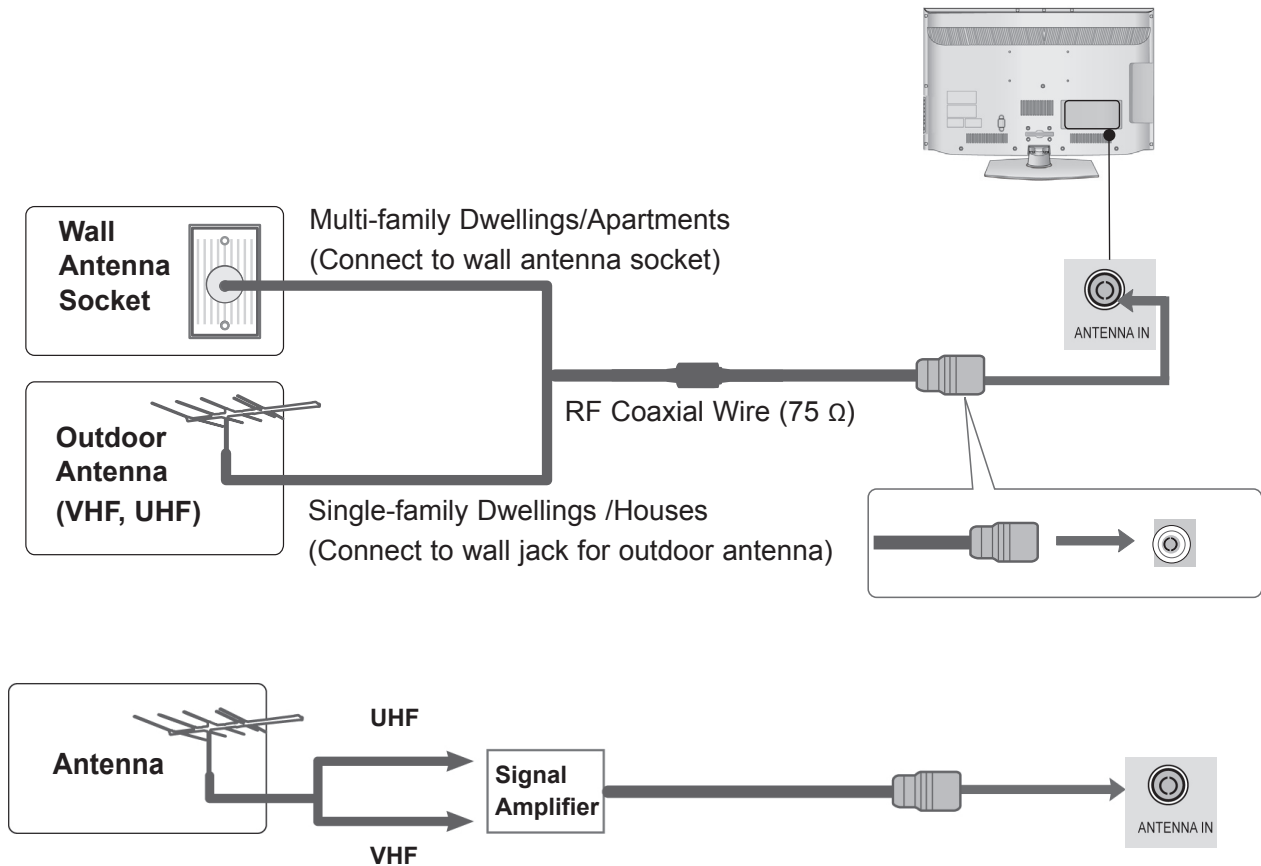 Wall
Antenna
Socket
Multi-family Dwellings/Apartments
(Connect to wall antenna socket)
ANTENNA IN
RF Coaxial Wire (75 Ω)
Outdoor
Antenna
(VHF, UHF)
Single-family Dwellings /Houses
(Connect to wall jack for outdoor antenna)
Antenna
UHF
VHF
Signal
Amplifier
ANTENNA IN